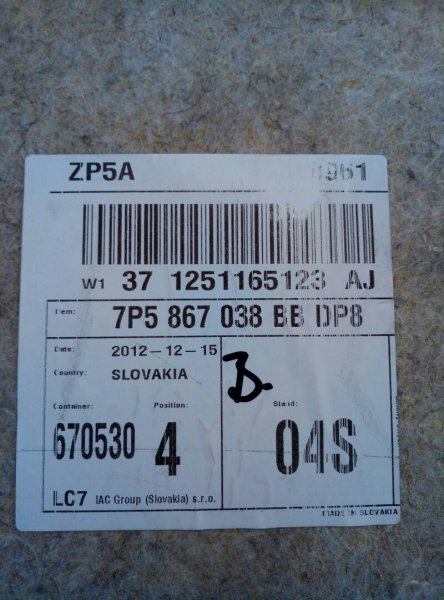 ZP5A
W1 37 1251165123 AJ
Item: 7P5 867 038 BB DP8
Date: 2012-12-15
Country: SLOVAKIA
B.
Container: Position: Stand:
670530 4 04S
LC7 IAC Group (Slovakia) s.r.o.
MADE IN SLOVAKIA